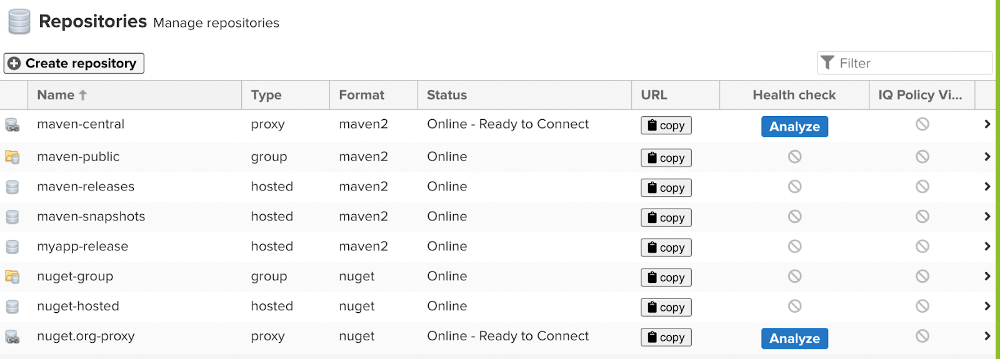 Repositories Manage repositories
Create repository
Filter
Name Type Format Status URL Health check IQ Policy Vi...
maven-central proxy maven2 Online - Ready to Connect copy Analyze
maven-public group maven2 Online copy
maven-releases hosted maven2 Online copy
maven-snapshots hosted maven2 Online copy
myapp-release hosted maven2 Online copy
nuget-group group nuget Online copy
nuget-hosted hosted nuget Online copy
nuget.org-proxy proxy nuget Online - Ready to Connect copy Analyze